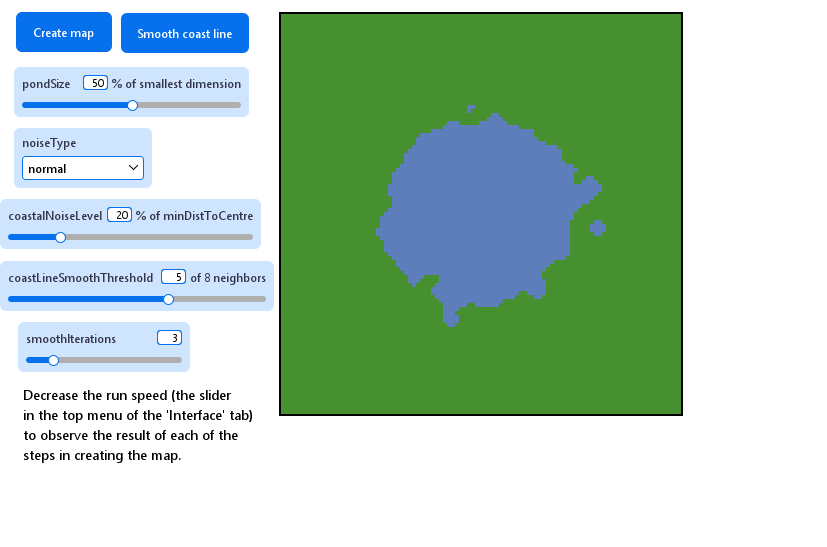 Create map
Smooth coast line
pondSize 50 % of smallest dimension
noiseType
normal
coastalNoiseLevel 20 % of minDistToCentre
coastLineSmoothThreshold 5 of 8 neighbors
smoothIterations 3
Decrease the run speed (the slider
in the top menu of the 'Interface' tab)
to observe the result of each of the
steps in creating the map.